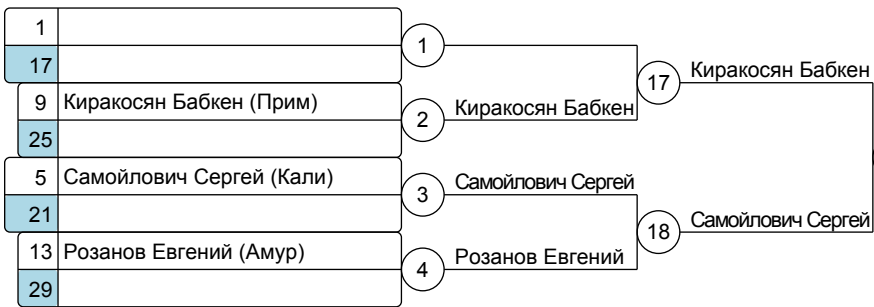 1
17
9 Киракосян Бабкен (Прим)
25
5 Самойлович Сергей (Кали)
21
13 Розанов Евгений (Амур)
29
1
2 Киракосян Бабкен
3 Самойлович Сергей
4 Розанов Евгений
17 Киракосян Бабкен
18 Самойлович Сергей